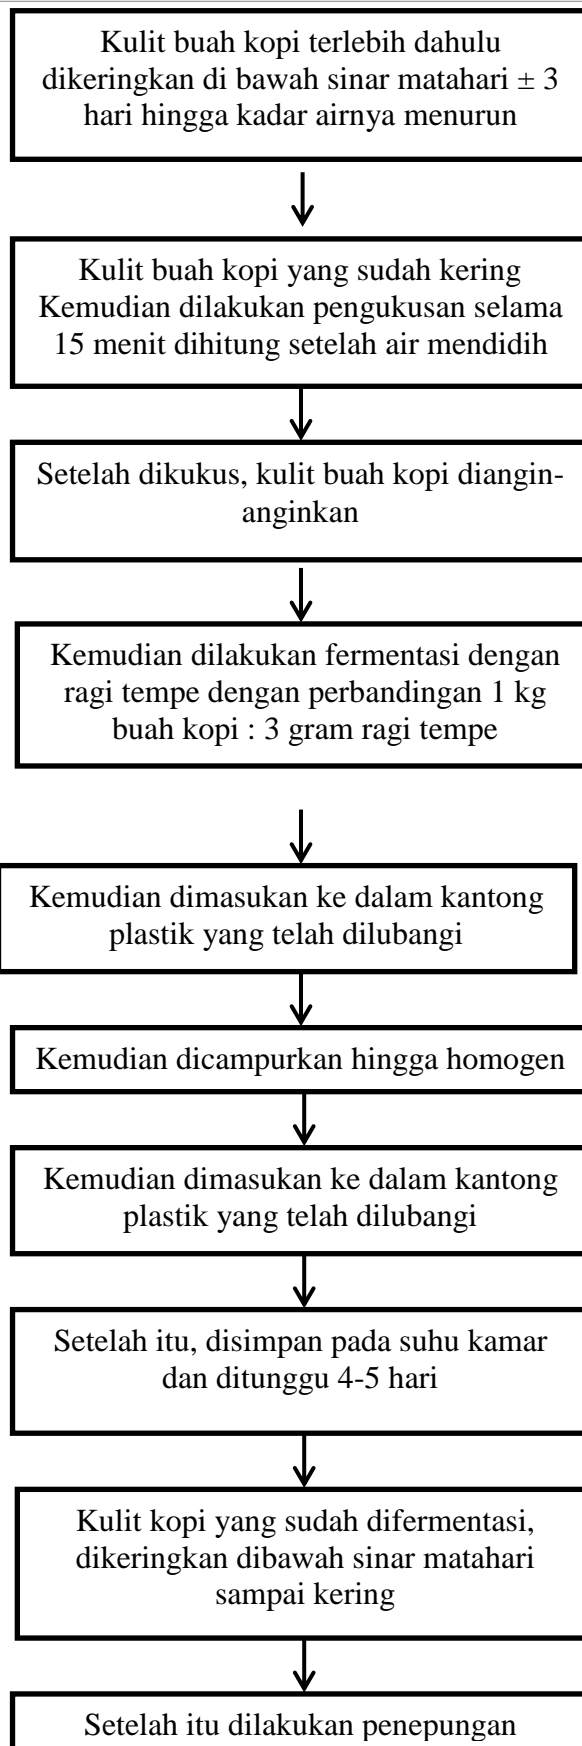 Kulit buah kopi terlebih dahulu
dikeringkan di bawah sinar matahari ± 3
hari hingga kadar airnya menurun
Kulit buah kopi yang sudah kering
Kemudian dilakukan pengukusan selama
15 menit dihitung setelah air mendidih
Setelah dikukus, kulit buah kopi diangin-
anginkan
Kemudian dilakukan fermentasi dengan
ragi tempe dengan perbandingan 1 kg
buah kopi : 3 gram ragi tempe
Kemudian dimasukan ke dalam kantong
plastik yang telah dilubangi
Kemudian dicampurkan hingga homogen
Kemudian dimasukan ke dalam kantong
plastik yang telah dilubangi
Setelah itu, disimpan pada suhu kamar
dan ditunggu 4-5 hari
Kulit kopi yang sudah difermentasi,
dikeringkan dibawah sinar matahari
sampai kering
Setelah itu dilakukan penepungan